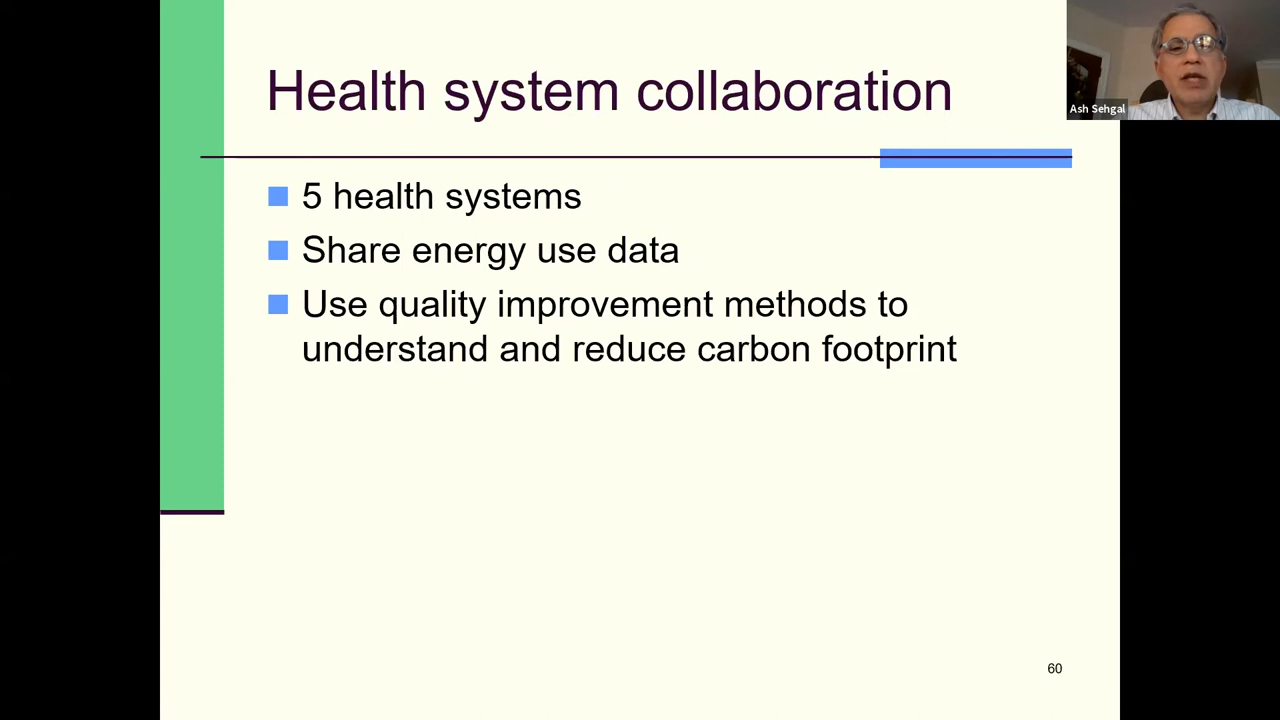 Health system collaboration
Ash Sehgal
5 health systems
Share energy use data
Use quality improvement methods to
understand and reduce carbon footprint
60